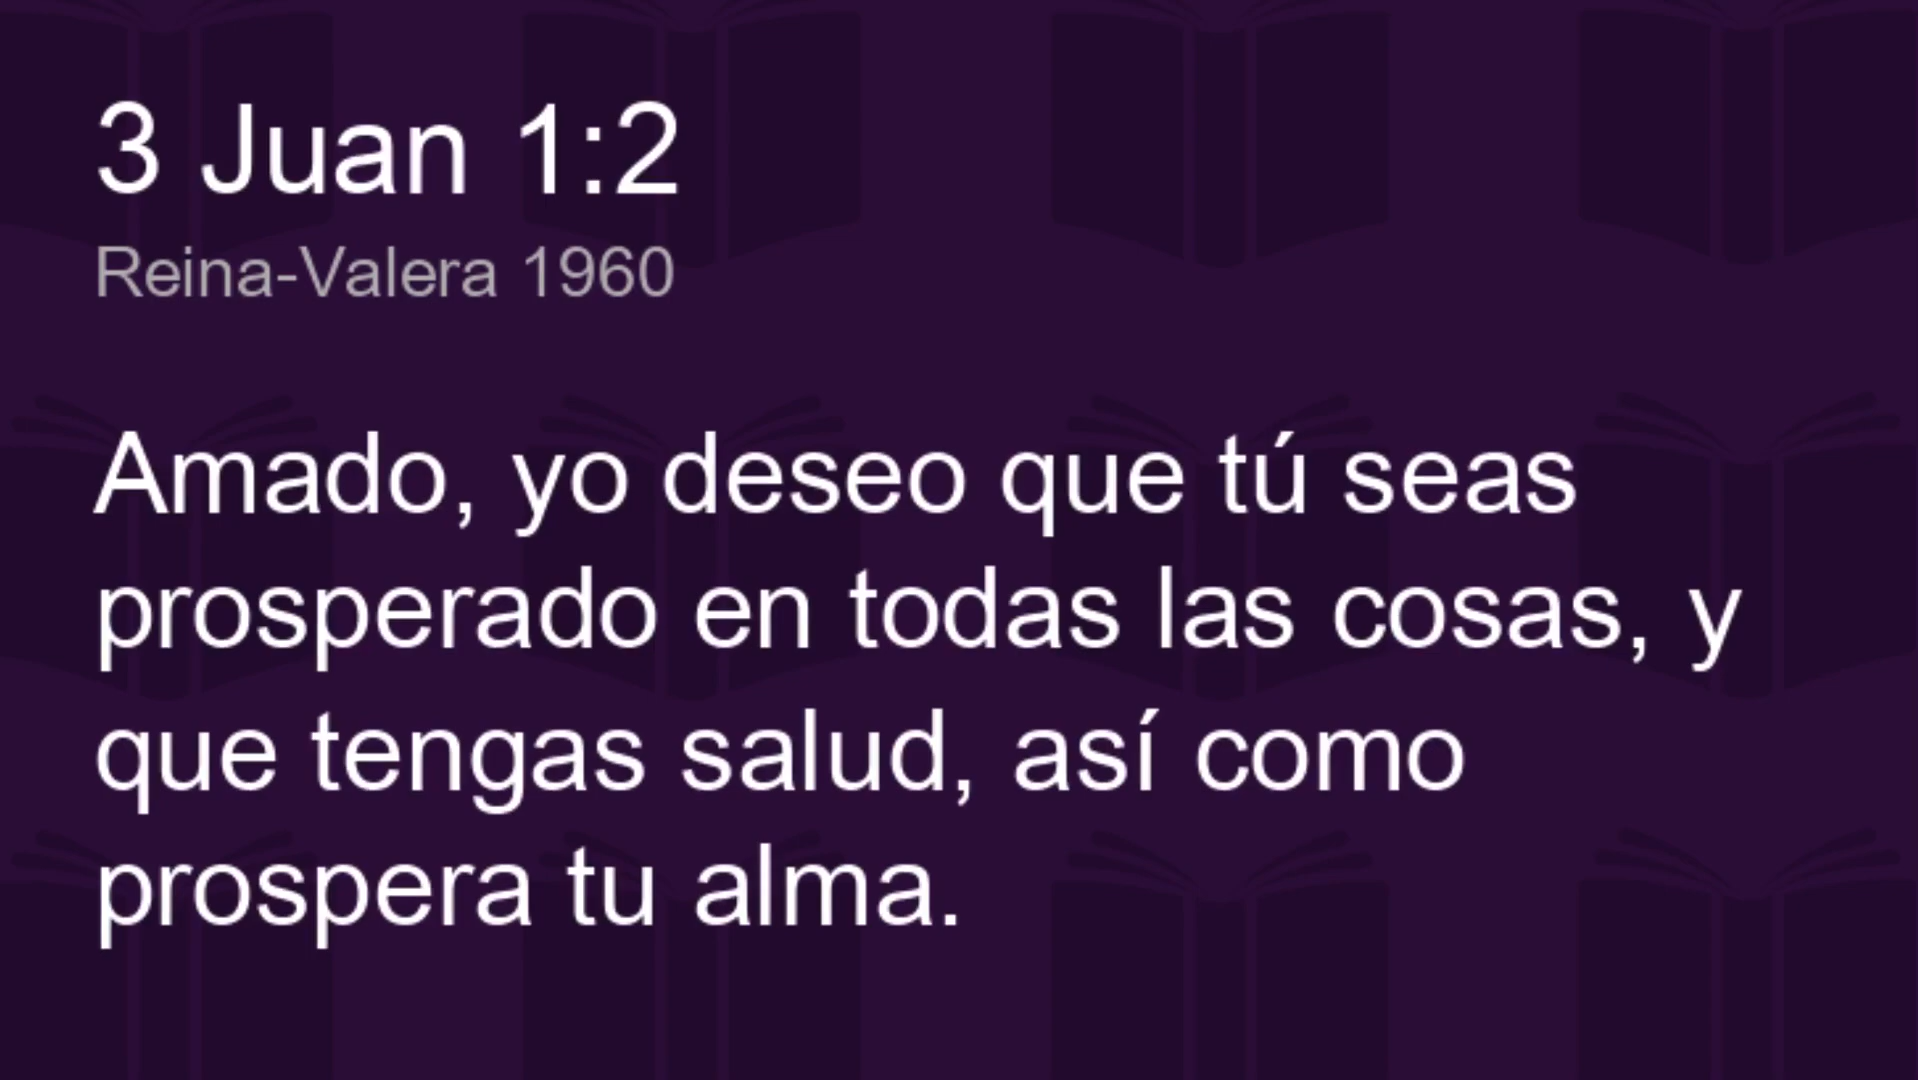 3 Juan 1:2
Reina-Valera 1960
Amado, yo deseo que tú seas
prosperado en todas las cosas, y
que tengas salud, así como
prospera tu alma.